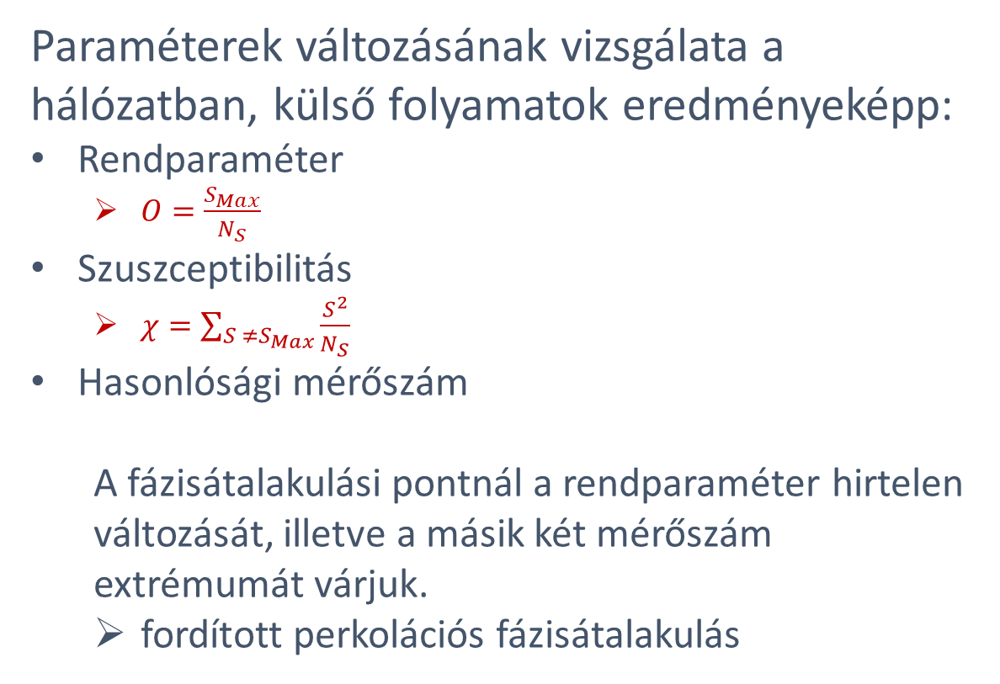 Paraméterek változásának vizsgálata a
hálózatban, külső folyamatok eredményeképp:
• Rendparaméter
➢ $O = \frac{S_{Max}}{N_S}$
• Szuszceptibilitás
➢ $\chi = \sum_{S \neq S_{Max}} \frac{S^2}{N_S}$
• Hasonlósági mérőszám
A fázisátalakulási pontnál a rendparaméter hirtelen
változását, illetve a másik két mérőszám
extrémumát várjuk.
➢ fordított perkolációs fázisátalakulás